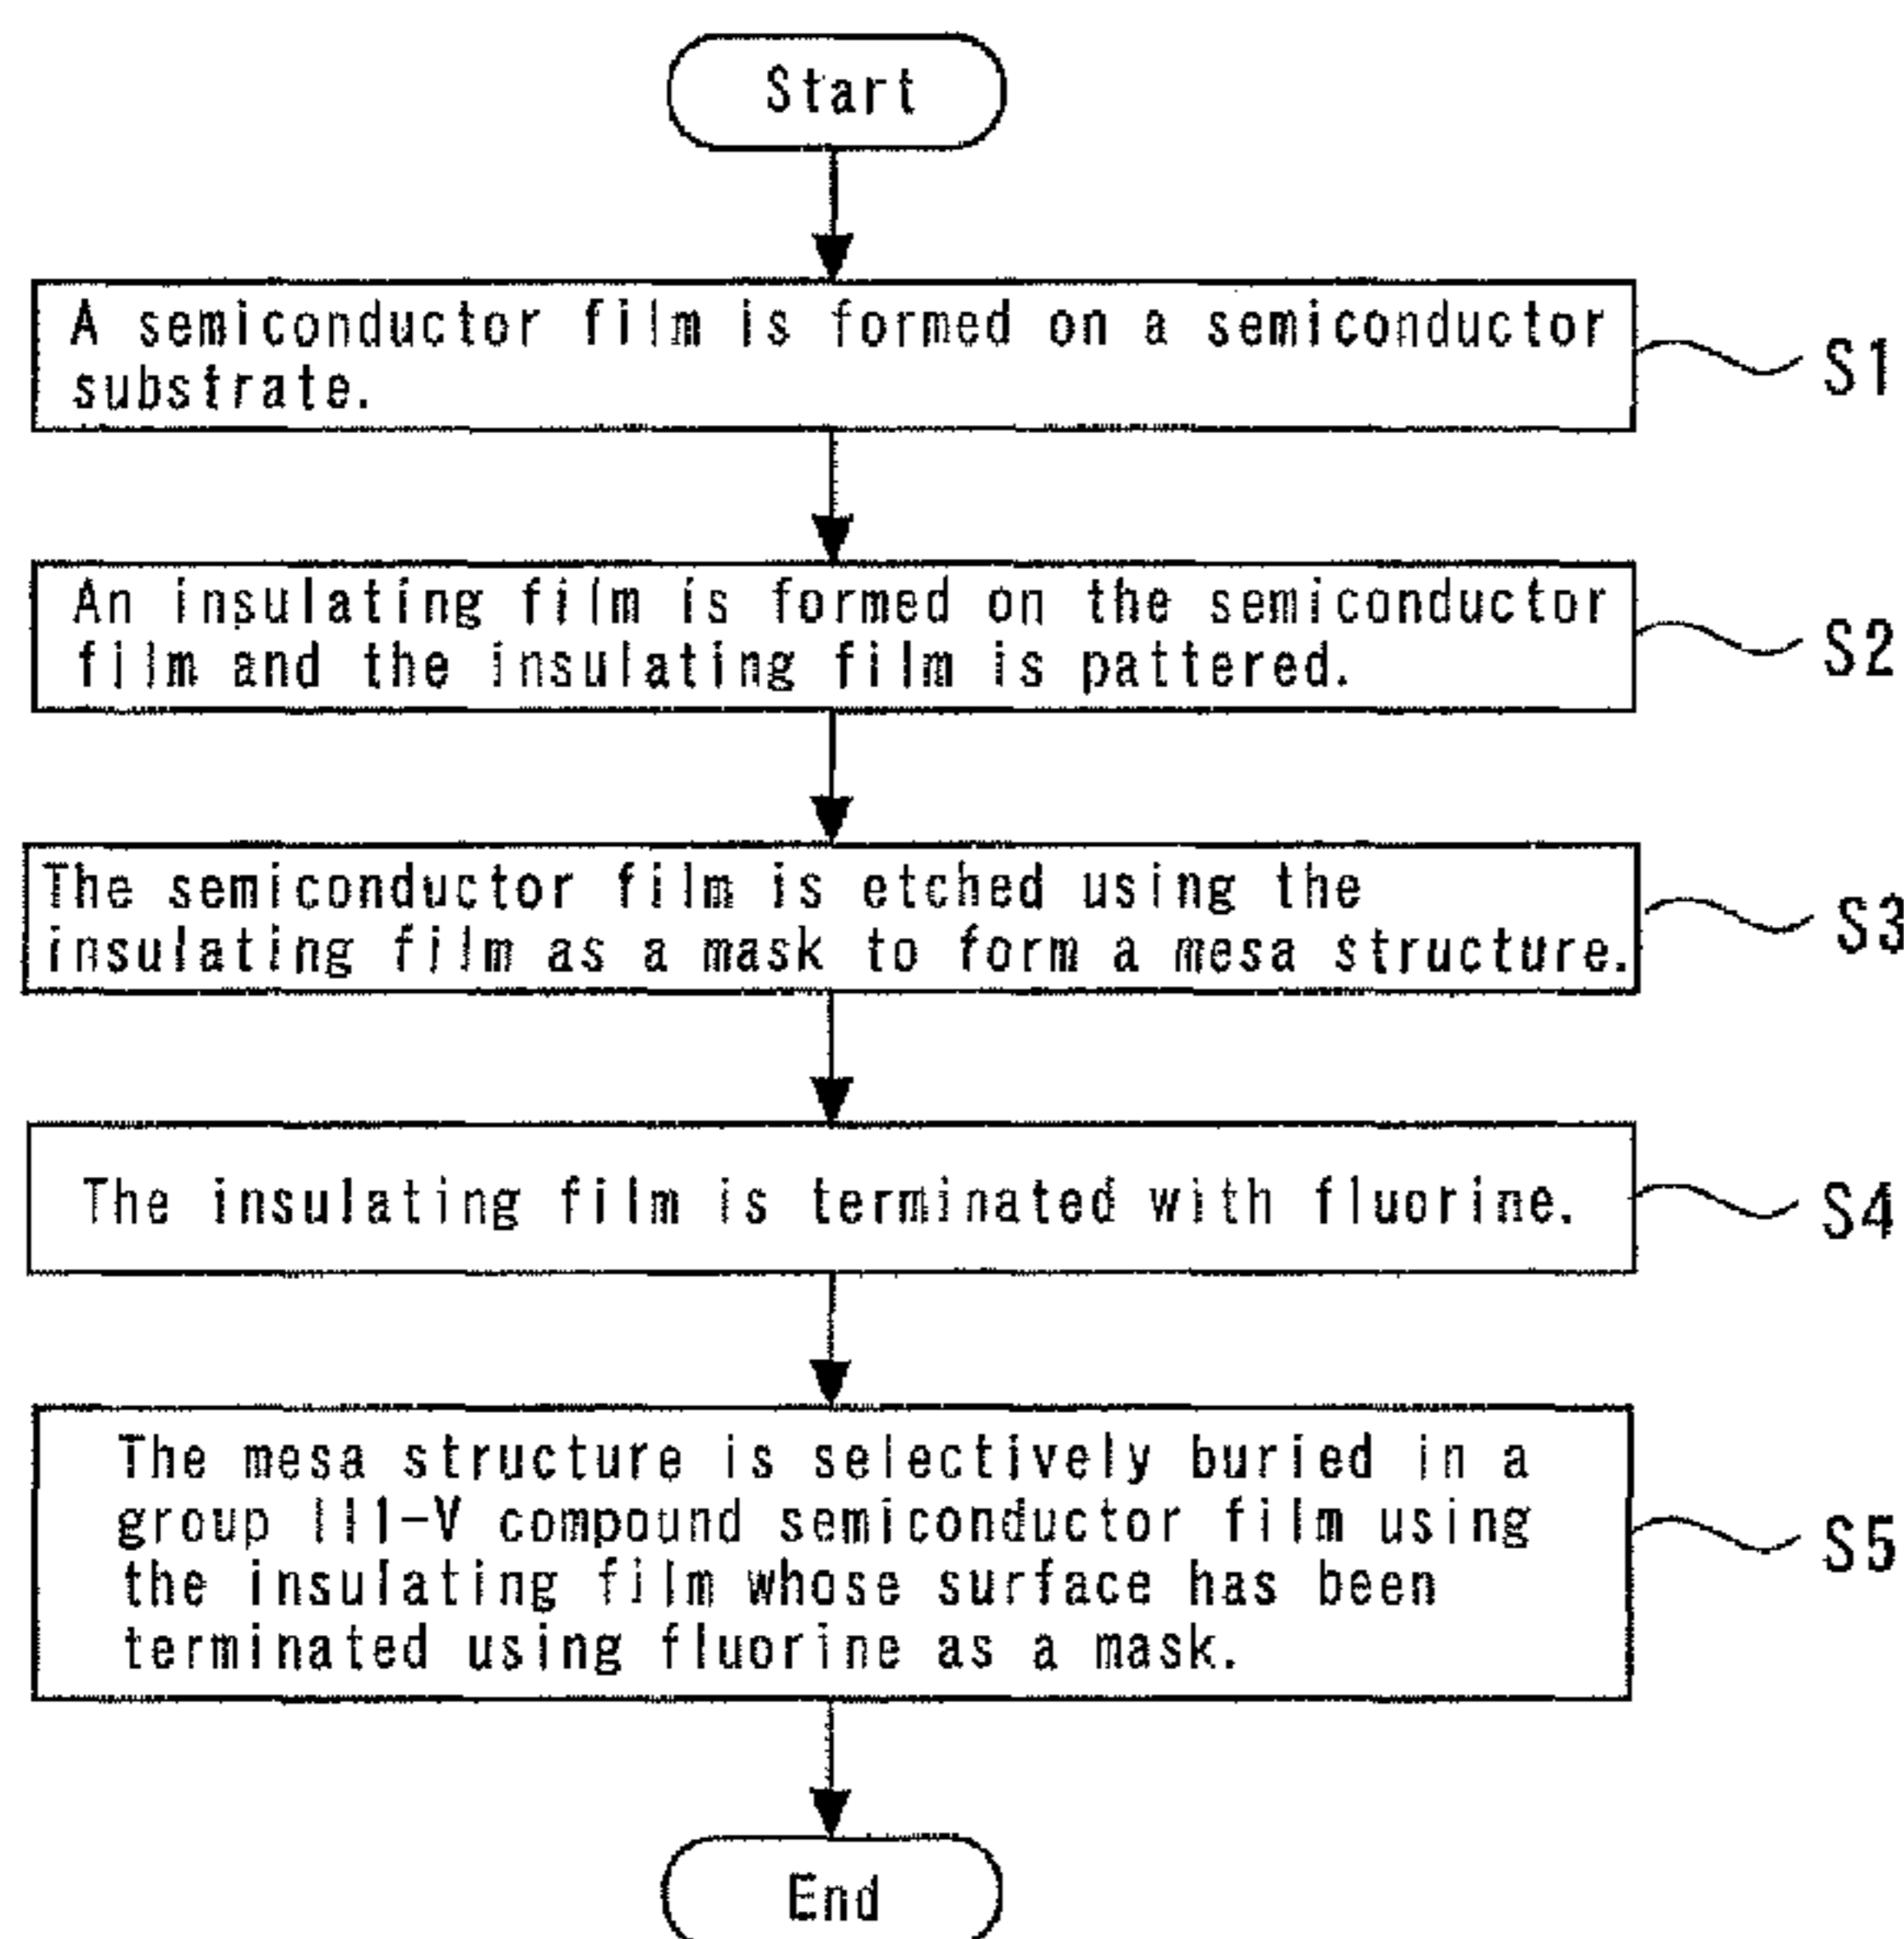 Start
A semiconductor film is formed on a semiconductor
substrate.
S1
An insulating film is formed on the semiconductor
film and the insulating film is pattered.
S2
The semiconductor film is etched using the
insulating film as a mask to form a mesa structure.
S3
The insulating film is terminated with fluorine.
S4
The mesa structure is selectively buried in a
group III-V compound semiconductor film using
the insulating film whose surface has been
terminated using fluorine as a mask.
S5
End